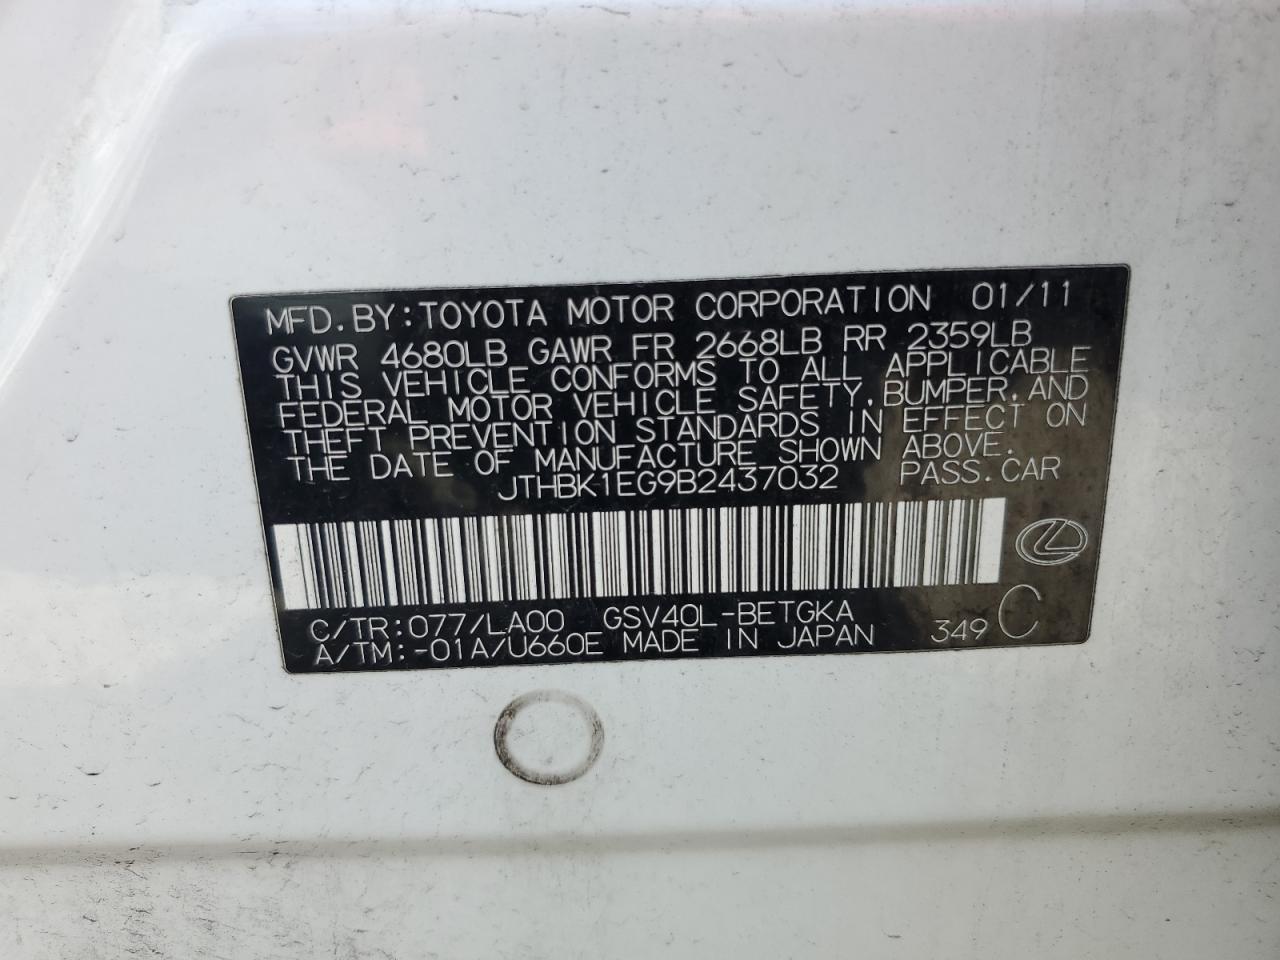 MFD. BY: TOYOTA MOTOR CORPORATION 01/11
GVWR 4680LB GAWR FR 2668LB RR 2359LB
THIS VEHICLE CONFORMS TO ALL APPLICABLE
FEDERAL MOTOR VEHICLE SAFETY, BUMPER, AND
THEFT PREVENTION STANDARDS IN EFFECT ON
THE DATE OF MANUFACTURE SHOWN ABOVE.
JTHBK1EG9B2437032 PASS. CAR
C/TR: 077/LA00 GSV40L-BETGKA
A/TM: -01A/U660E MADE IN JAPAN 349 C